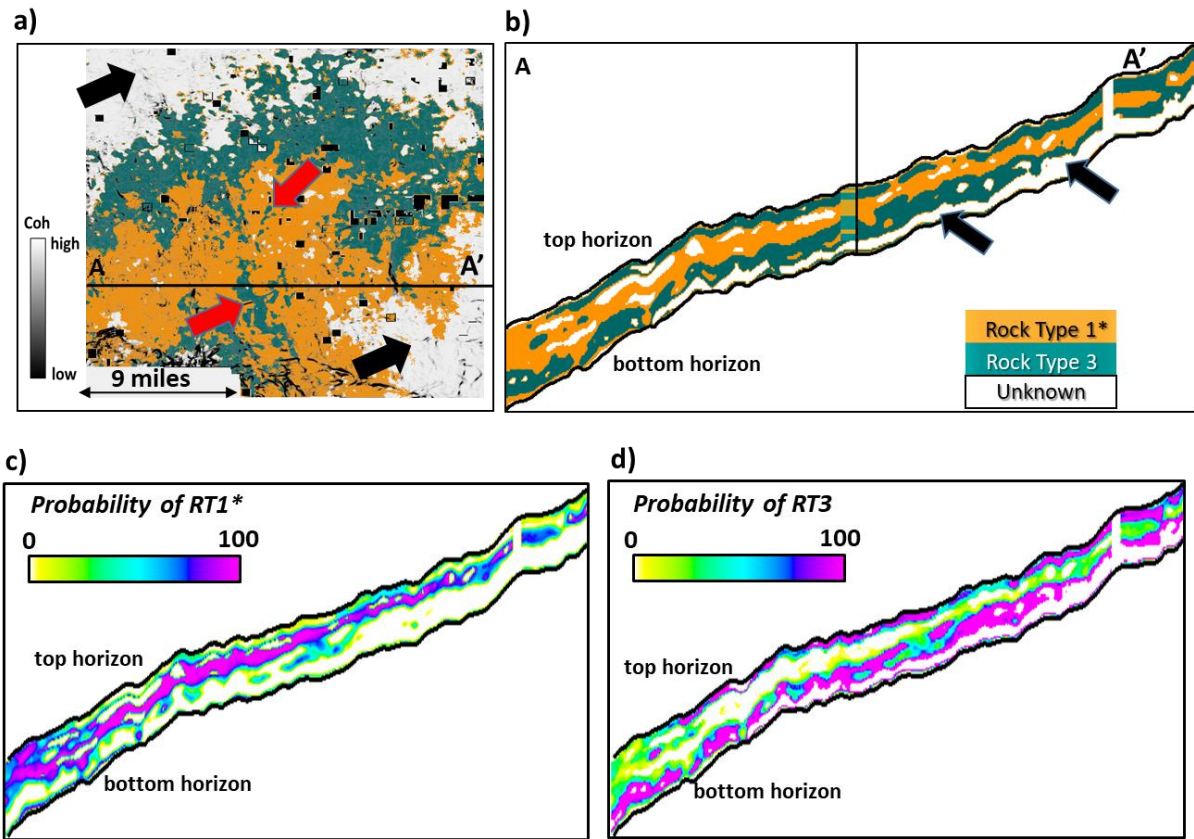 a)
Coh
high
low
A
A'
9 miles
b)
A
A'
top horizon
bottom horizon
Rock Type 1*
Rock Type 3
Unknown
c)
Probability of RT1*
0
100
top horizon
bottom horizon
d)
Probability of RT3
0
100
top horizon
bottom horizon